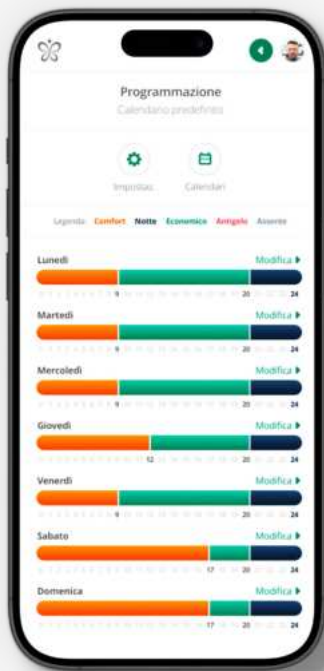 Programmazione
Calendario predefinito
Impostaz. Calendari
Legenda: Comfort Notte Economico Antigelo Assente
Lunedì Modifica
9 20 24
Martedì Modifica
9 20 24
Mercoledì Modifica
9 20 24
Giovedì Modifica
12 20 24
Venerdì Modifica
9 20 24
Sabato Modifica
17 20 24
Domenica Modifica
17 20 24